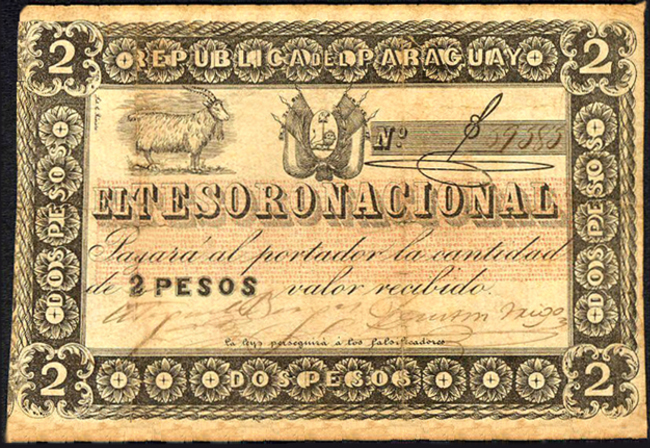 2 REPUBLICA DEL PARAGUAY 2
Nº 59585
DOS PESOS
DOS PESOS
EL TESORO NACIONAL
Pagará al portador la cantidad
de 2 PESOS valor recibido.
la ley perseguirá á los falsificadores
2 DOS PESOS 2